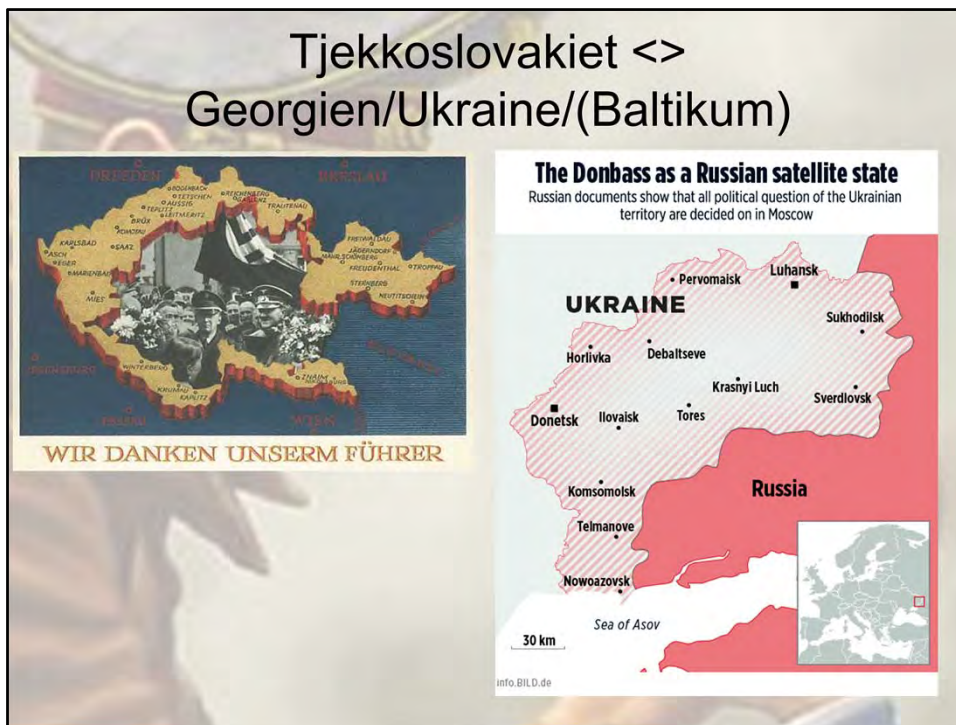 Tjekkoslovakiet <>
Georgien/Ukraine/(Baltikum)
DRESDEN
BRESLAU
BODENBACH
TETSCHEN
AUSSIG
TEPLITZ
LEITMERITZ
BRÜX
KOMOTAU
SAAZ
KARLSBAD
ASCH
EGER
MARIENBAD
MIES
REICHENBERG
GABLONZ
TRAUTENAU
FREIWALDAU
JÄGERNDORF
MÄHR. SCHÖNBERG
FREUDENTHAL
TROPPAU
STERNBERG
NEUTITSCHEIN
WINTERBERG
KRUMAU
KAPLITZ
ZNAIM
PASSAU
WIEN
WIR DANKEN UNSERM FÜHRER
The Donbass as a Russian satellite state
Russian documents show that all political question of the Ukrainian
territory are decided on in Moscow
UKRAINE
Pervomaisk
Luhansk
Sukhodilsk
Horlivka
Debaltseve
Krasnyi Luch
Sverdlovsk
Donetsk
Ilovaisk
Tores
Komsomolsk
Russia
Telmanove
Nowoazovsk
Sea of Asov
30 km
info.BILD.de